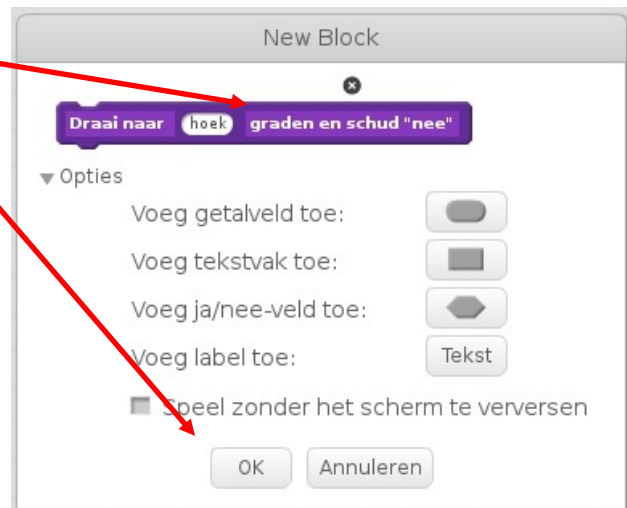 New Block
Draai naar hoek graden en schud "nee"
Opties
Voeg getalveld toe:
Voeg tekstvak toe:
Voeg ja/nee-veld toe:
Voeg label toe: Tekst
Speel zonder het scherm te verversen
OK Annuleren